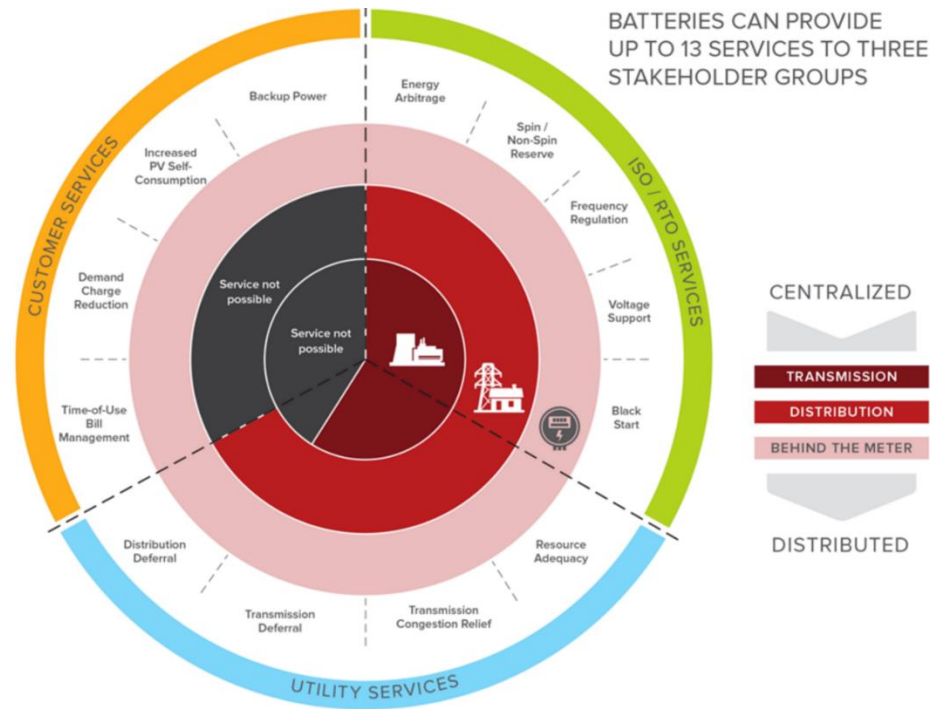 BATTERIES CAN PROVIDE
UP TO 13 SERVICES TO THREE
STAKEHOLDER GROUPS
CUSTOMER SERVICES
ISO / RTO SERVICES
UTILITY SERVICES
Backup Power
Increased
PV Self-
Consumption
Demand
Charge
Reduction
Time-of-Use
Bill
Management
Energy
Arbitrage
Spin /
Non-Spin
Reserve
Frequency
Regulation
Voltage
Support
Black
Start
Resource
Adequacy
Transmission
Congestion Relief
Transmission
Deferral
Distribution
Deferral
Service not
possible
Service not
possible
CENTRALIZED
TRANSMISSION
DISTRIBUTION
BEHIND THE METER
DISTRIBUTED